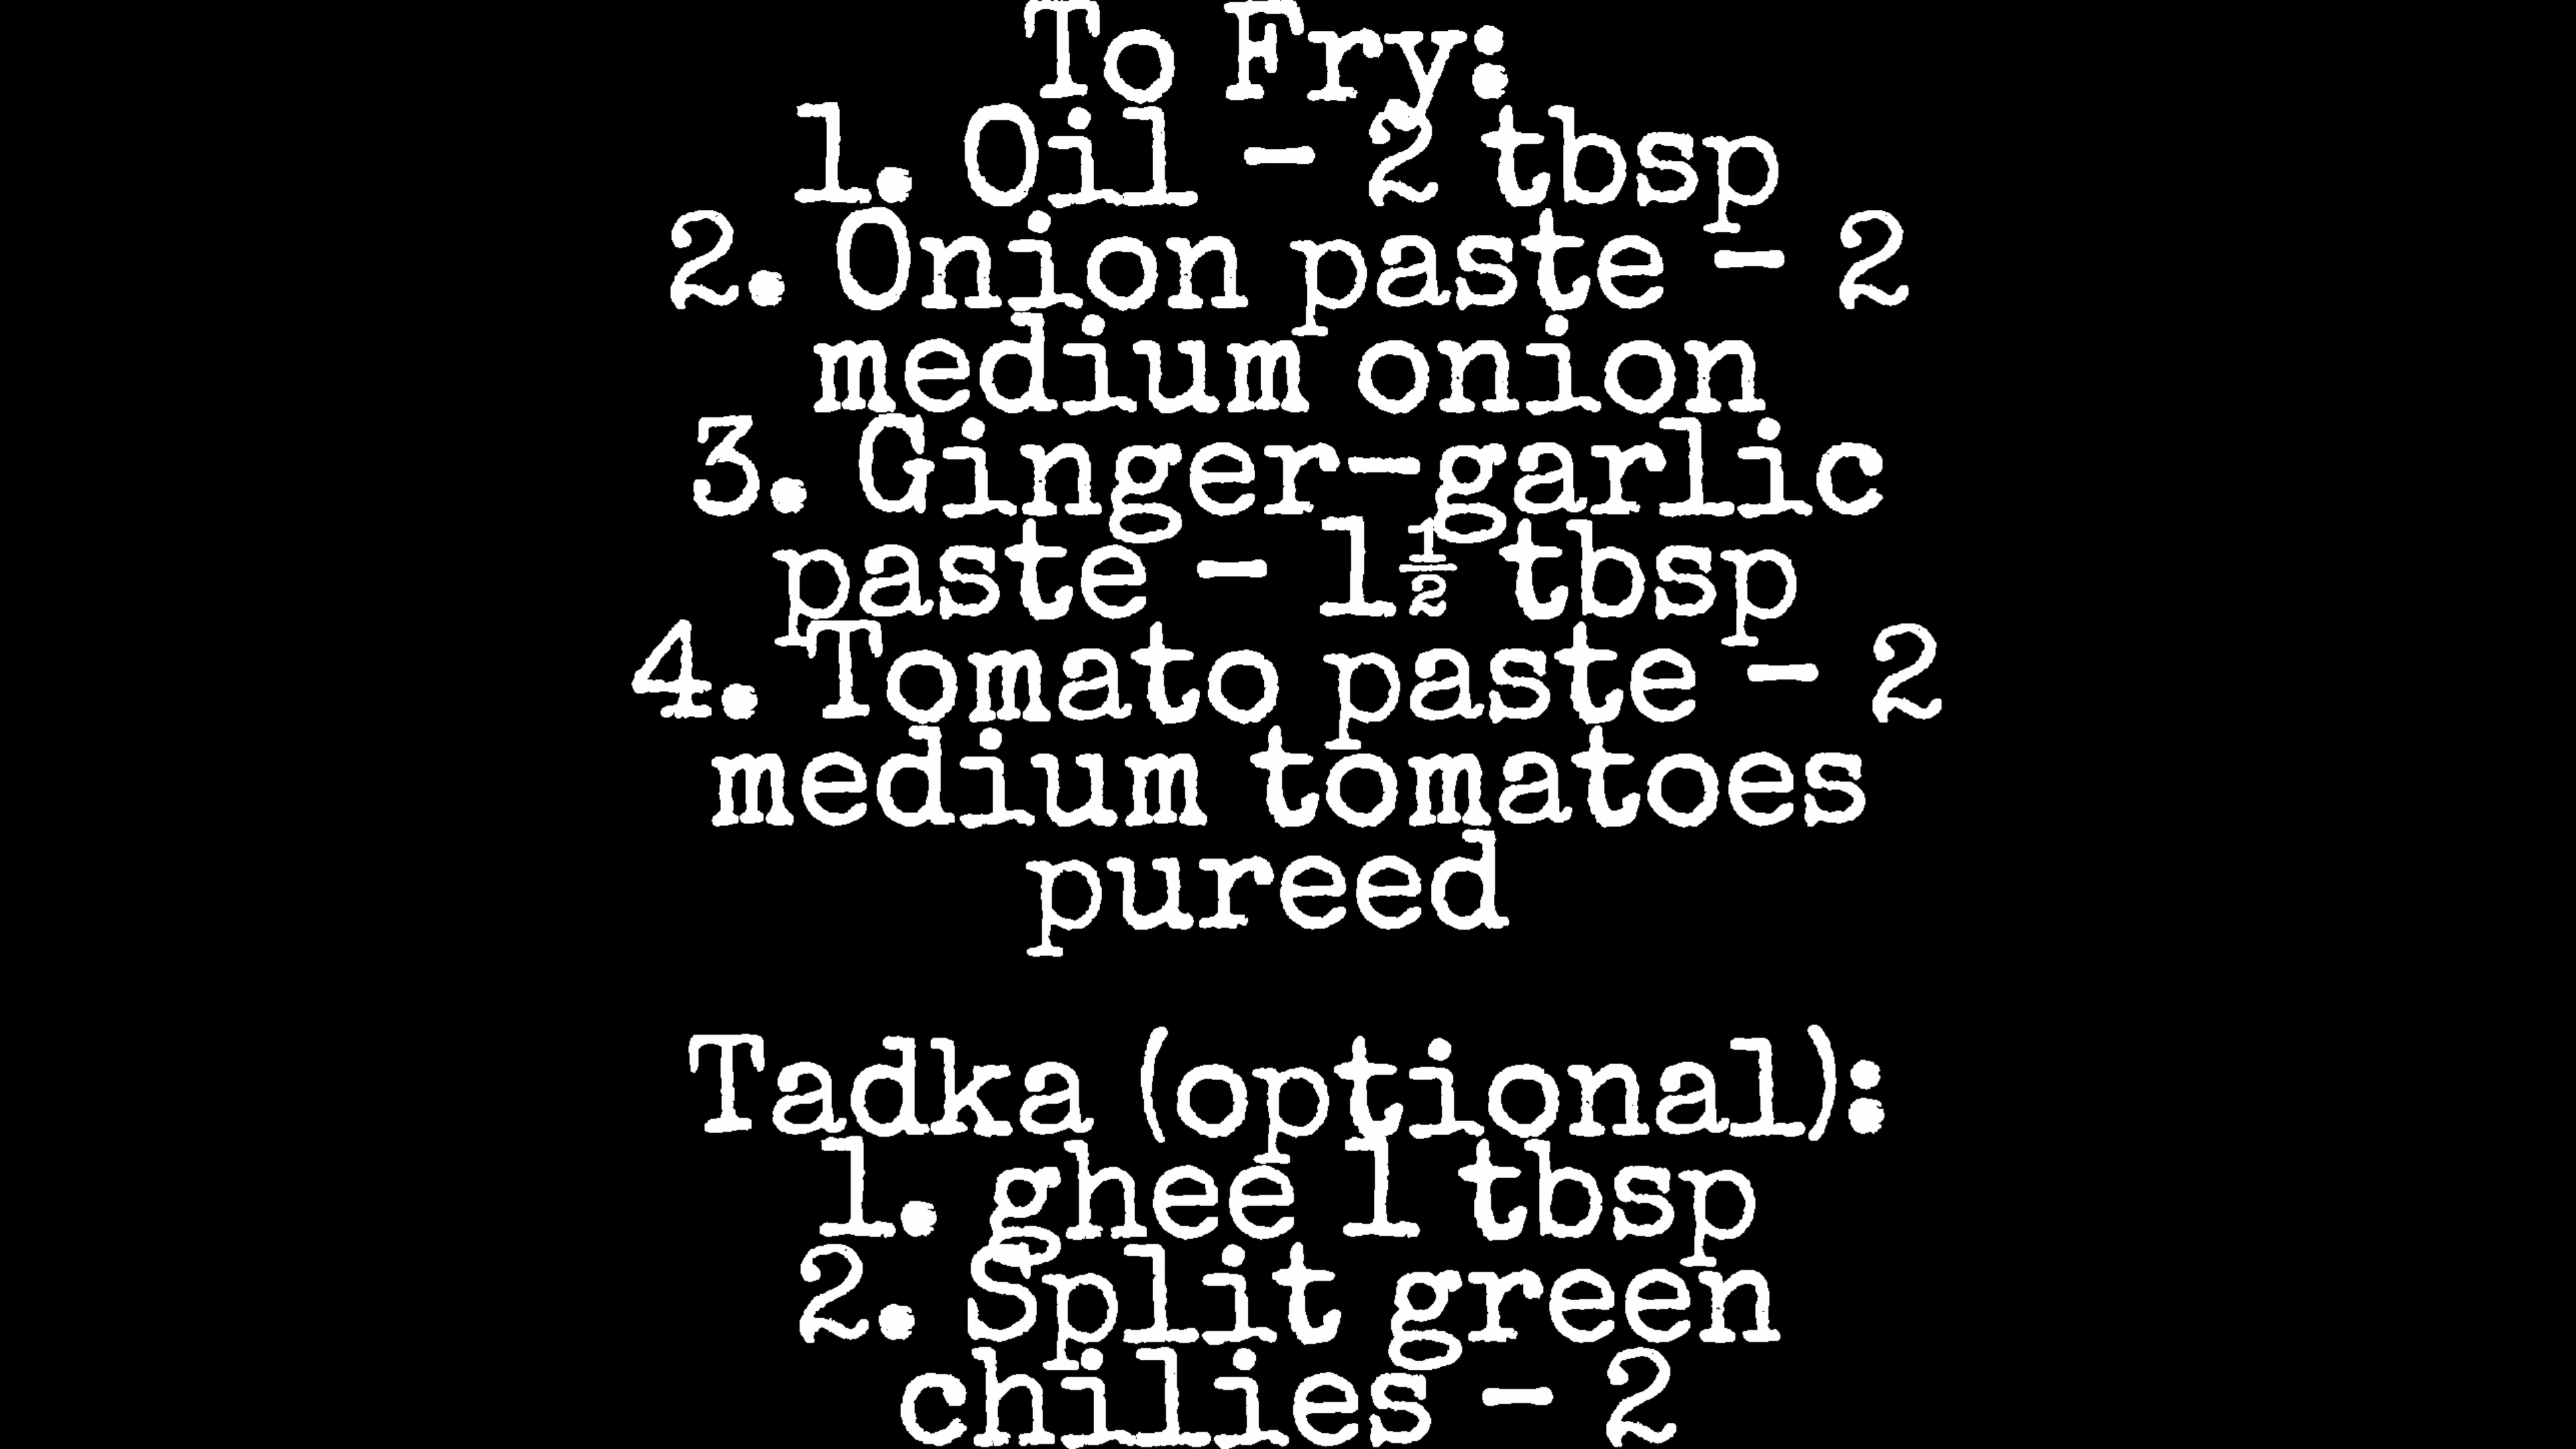 To Fry:
1. Oil - 2 tbsp
2. Onion paste - 2
medium onion
3. Ginger-garlic
paste - 1½ tbsp
4. Tomato paste - 2
medium tomatoes
pureed
Tadka (optional):
1. ghee 1 tbsp
2. Split green
chilies - 2